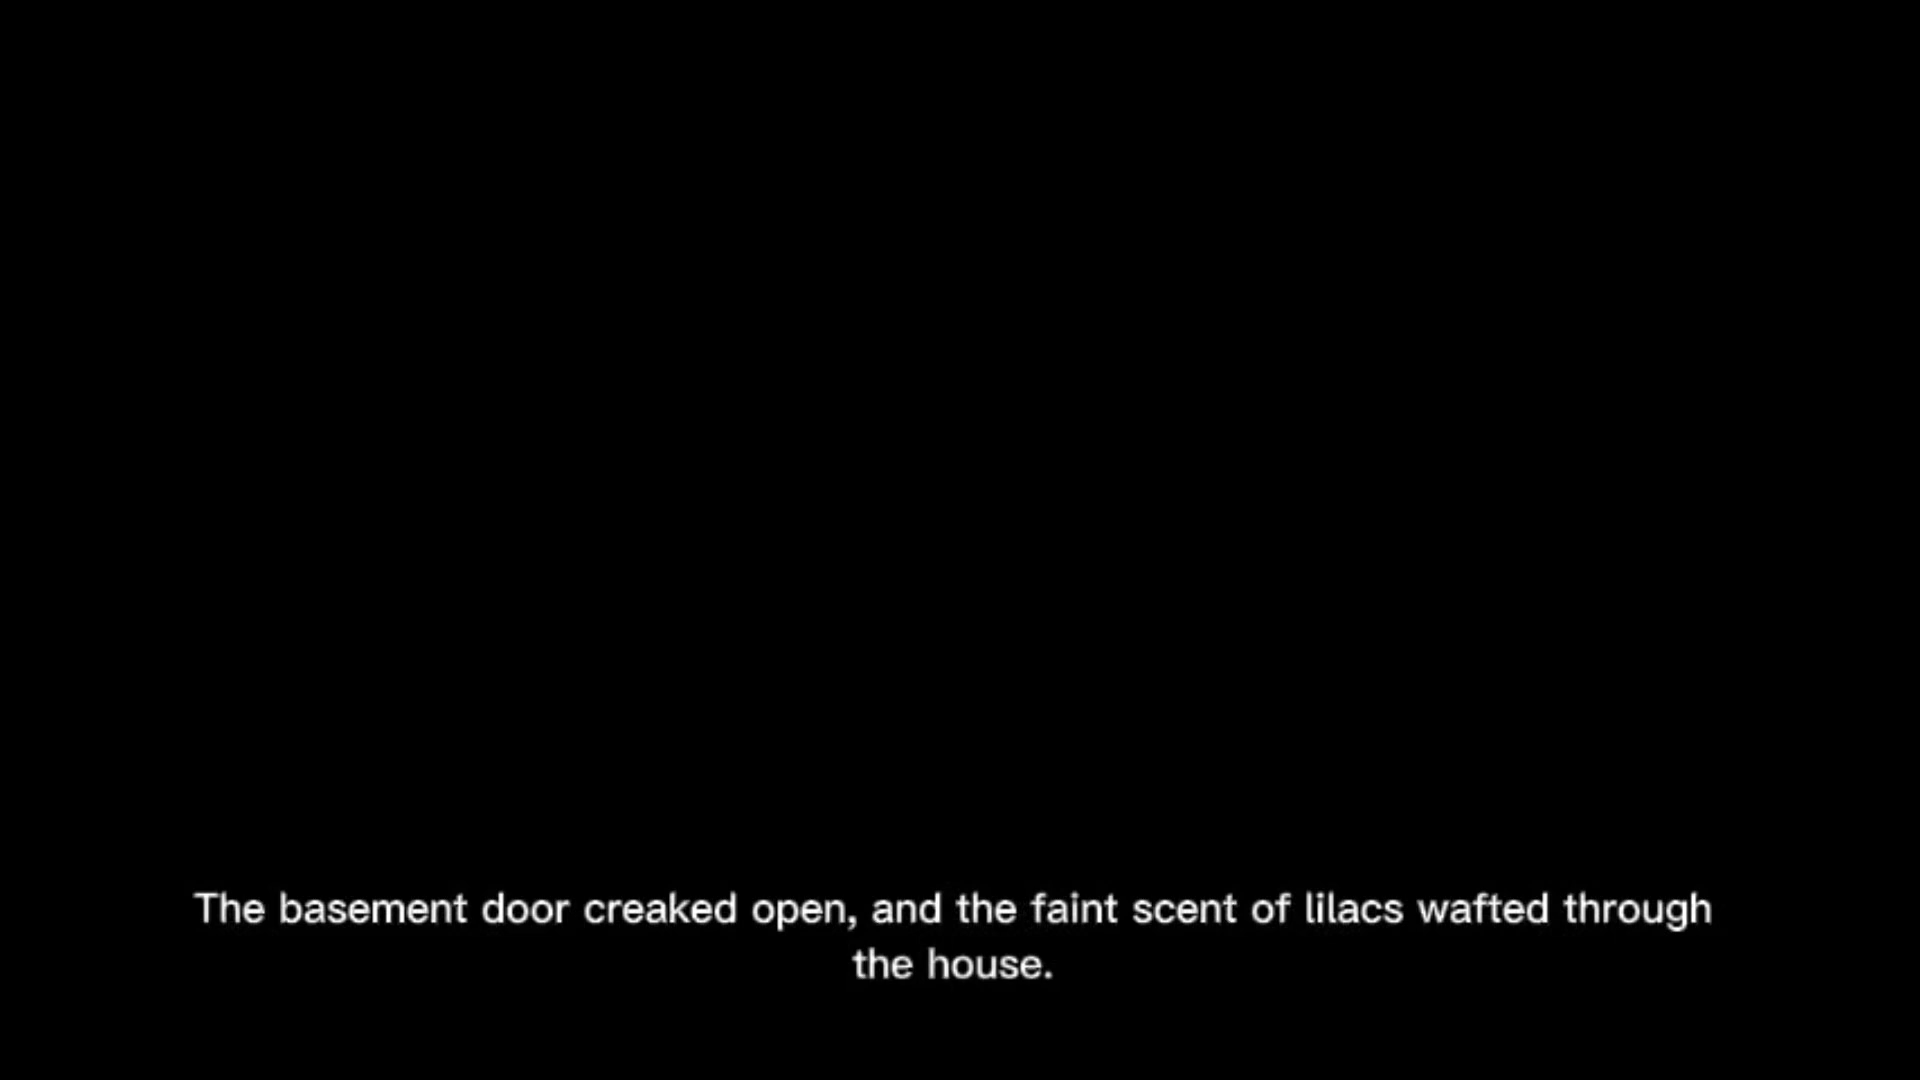 The basement door creaked open, and the faint scent of lilacs wafted through
the house.